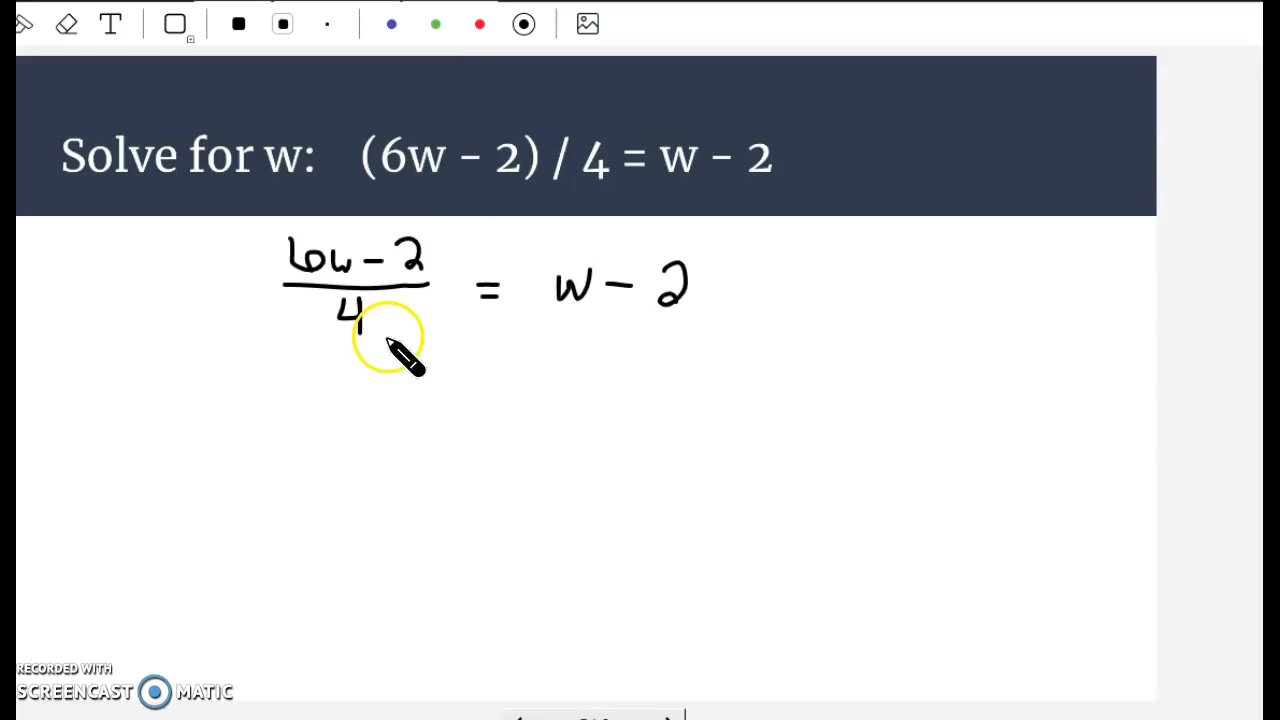 T
Solve for w: (6w - 2) / 4 = w - 2
6w - 2
4
= w - 2
RECORDED WITH
SCREENCAST MATIC